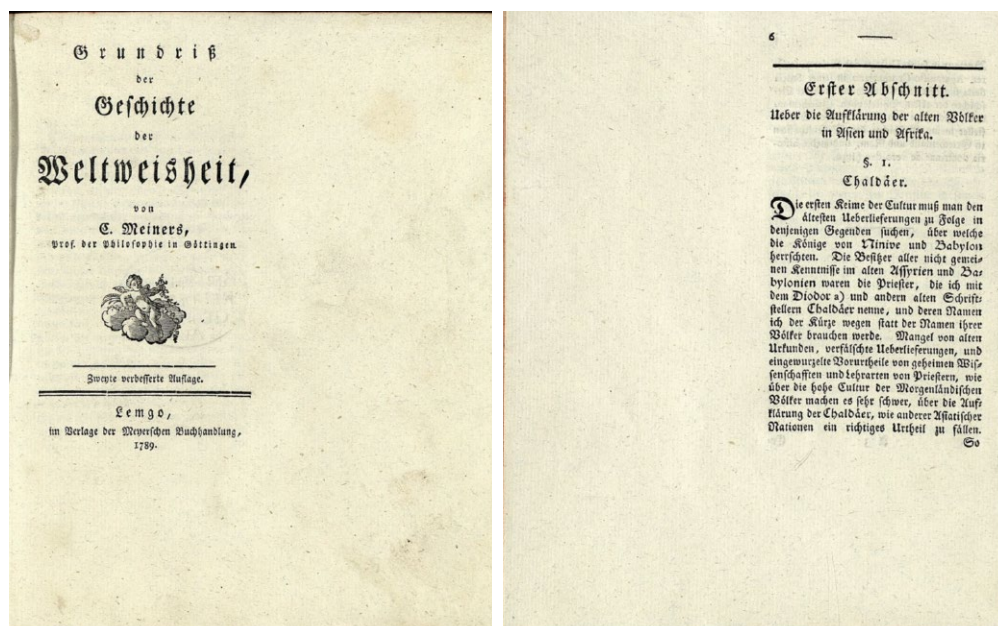 Grundriß
der
Geschichte
der
Weltweisheit,
von
C. Meiners,
Prof. der Philosophie in Göttingen.
Zweyte verbesserte Auflage.
Lemgo,
im Verlage der Meyerschen Buchhandlung,
1789.
6
Erster Abschnitt.
Ueber die Aufklärung der alten Völker
in Asien und Afrika.
§. 1.
Chaldäer.
Die ersten Keime der Cultur muß man den
ältesten Ueberlieferungen zu Folge in
denjenigen Gegenden suchen, über welche
die Könige von Ninive und Babylon
herrschten. Die Besitzer aller nicht gemei-
nen Kenntnisse im alten Assyrien und Ba-
bylonien waren die Priester, die ich mit
dem Diodor a) und andern alten Schrift-
stellern Chaldäer nenne, und deren Namen
ich der Kürze wegen statt der Namen ihrer
Völker brauchen werde. Mangel von alten
Urkunden, verfälschte Ueberlieferungen, und
eingewurzelte Vorurtheile von geheimen Wis-
senschafften und Lehrarten von Priestern, wie
über die hohe Cultur der Morgenländischen
Völker machen es sehr schwer, über die Auf-
klärung der Chaldäer, wie anderer Asiatischer
Nationen ein richtiges Urtheil zu fällen.
So